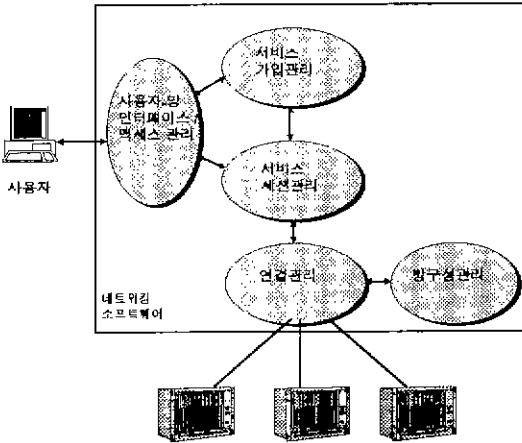 서비스
가입관리
사용자 망
인터페이스/
액세스 관리
사용자
서비스
세션관리
연결관리
망구성관리
네트워킹
소프트웨어